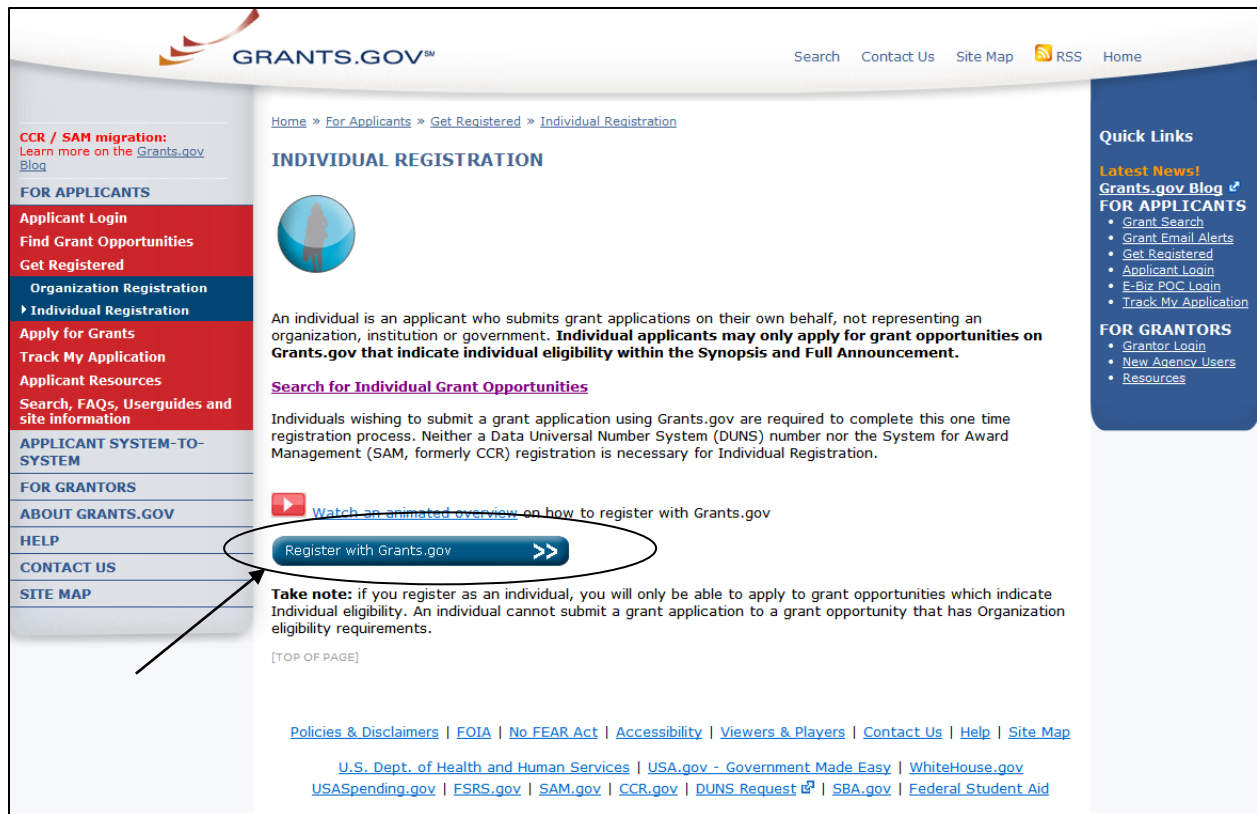 GRANTS.GOV℠
Search Contact Us Site Map RSS Home
CCR / SAM migration:
Learn more on the Grants.gov
Blog
FOR APPLICANTS
Applicant Login
Find Grant Opportunities
Get Registered
Organization Registration
Individual Registration
Apply for Grants
Track My Application
Applicant Resources
Search, FAQs, Userguides and
site information
APPLICANT SYSTEM-TO-
SYSTEM
FOR GRANTORS
ABOUT GRANTS.GOV
HELP
CONTACT US
SITE MAP
Home » For Applicants » Get Registered » Individual Registration
INDIVIDUAL REGISTRATION
An individual is an applicant who submits grant applications on their own behalf, not representing an
organization, institution or government. Individual applicants may only apply for grant opportunities on
Grants.gov that indicate individual eligibility within the Synopsis and Full Announcement.
Search for Individual Grant Opportunities
Individuals wishing to submit a grant application using Grants.gov are required to complete this one time
registration process. Neither a Data Universal Number System (DUNS) number nor the System for Award
Management (SAM, formerly CCR) registration is necessary for Individual Registration.
Watch an animated overview on how to register with Grants.gov
Register with Grants.gov >>
Take note: if you register as an individual, you will only be able to apply to grant opportunities which indicate
Individual eligibility. An individual cannot submit a grant application to a grant opportunity that has Organization
eligibility requirements.
[TOP OF PAGE]
Quick Links
Latest News!
Grants.gov Blog
FOR APPLICANTS
• Grant Search
• Grant Email Alerts
• Get Registered
• Applicant Login
• E-Biz POC Login
• Track My Application
FOR GRANTORS
• Grantor Login
• New Agency Users
• Resources
Policies & Disclaimers | FOIA | No FEAR Act | Accessibility | Viewers & Players | Contact Us | Help | Site Map
U.S. Dept. of Health and Human Services | USA.gov - Government Made Easy | WhiteHouse.gov
USASpending.gov | FSRS.gov | SAM.gov | CCR.gov | DUNS Request | SBA.gov | Federal Student Aid